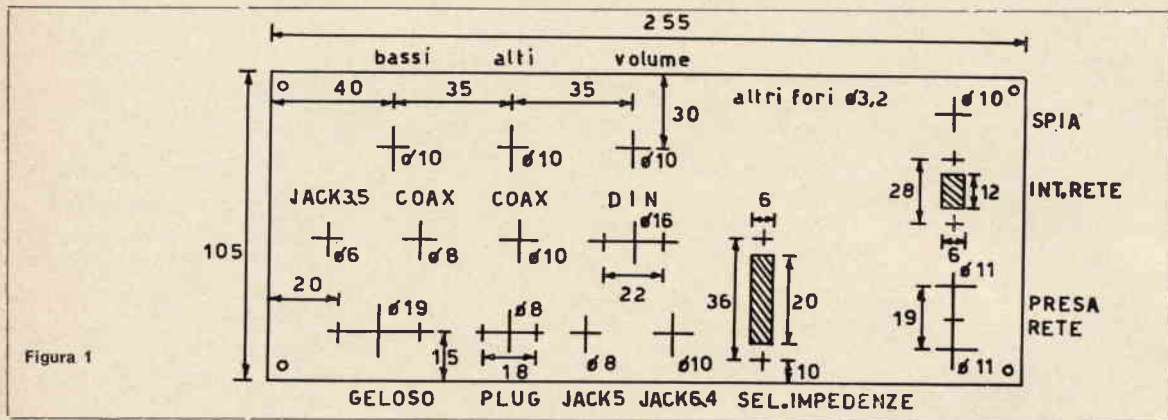 255
bassi alti volume
40 35 35 30
altri fori ø3,2
ø10 SPIA
ø10 ø10 ø10
28 12 INT.RETE
JACK3,5 COAX COAX DIN 6
105
ø6 ø8 ø10 ø16
6
20 22 36 20
ø11
ø19 ø8 19 PRESA
RETE
15 18 ø8 ø10 10 ø11
Figura 1
GELOSO PLUG JACK5 JACK6,4 SEL.IMPEDENZE